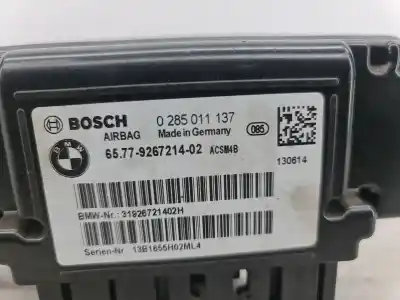 BOSCH 0 285 011 137
AIRBAG Made in Germany 085
BMW 65.77-9267214-02 ACSM4B
130614
BMW-Nr.: 31926721402H
Serien-Nr 13B1655H02ML4